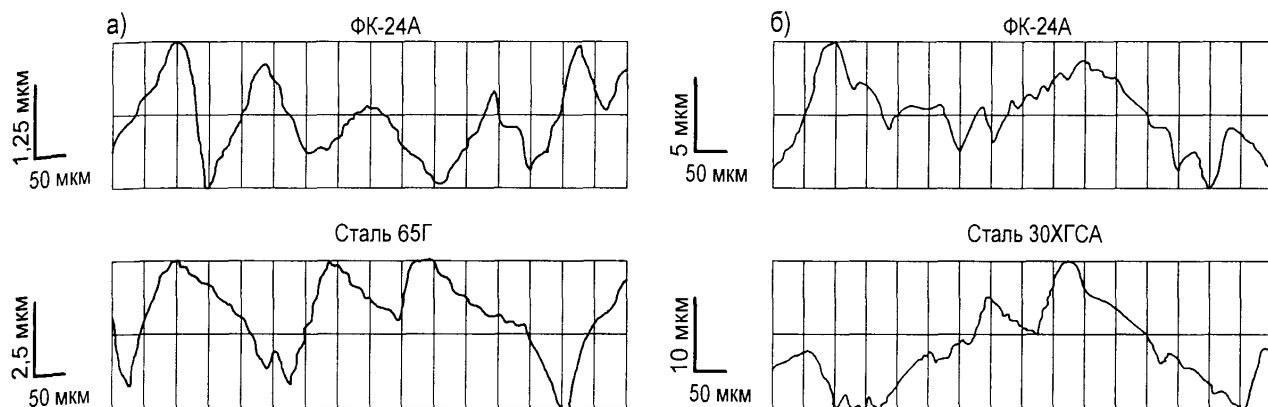 а)
ФК-24А
1,25 мкм
50 мкм
Сталь 65Г
2,5 мкм
50 мкм
б)
ФК-24А
5 мкм
50 мкм
Сталь 30ХГСА
10 мкм
50 мкм